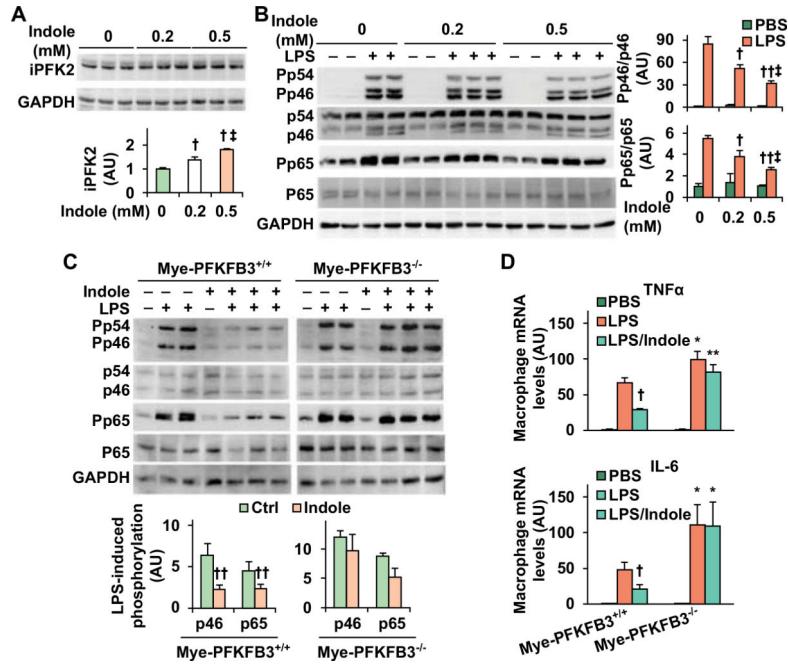 A
Indole (mM) 0 0.2 0.5
iPFK2
GAPDH
iPFK2 (AU)
2
1
0
†
†‡
Indole (mM) 0 0.2 0.5
B
Indole (mM) 0 0.2 0.5
LPS − − + + − − + + + − − + + +
Pp54
Pp46
p54
p46
Pp65
P65
GAPDH
PBS
LPS
Pp46/p46 (AU)
90
60
30
0
†
††‡
Pp65/p65 (AU)
6
4
2
0
†
††‡
Indole (mM) 0 0.2 0.5
C
Mye-PFKFB3+/+ Mye-PFKFB3-/-
Indole − − − + + + + − − − + + + +
LPS − + + − + + + − + + − + + +
Pp54
Pp46
p54
p46
Pp65
P65
GAPDH
Ctrl Indole
LPS-induced phosphorylation (AU)
10
5
0
†† ††
p46 p65
Mye-PFKFB3+/+
10
5
0
p46 p65
Mye-PFKFB3-/-
D
TNFα
PBS
LPS
LPS/Indole
Macrophage mRNA levels (AU)
150
100
50
0
†
*
**
IL-6
PBS
LPS
LPS/Indole
Macrophage mRNA levels (AU)
150
100
50
0
†
*
*
Mye-PFKFB3+/+
Mye-PFKFB3-/-